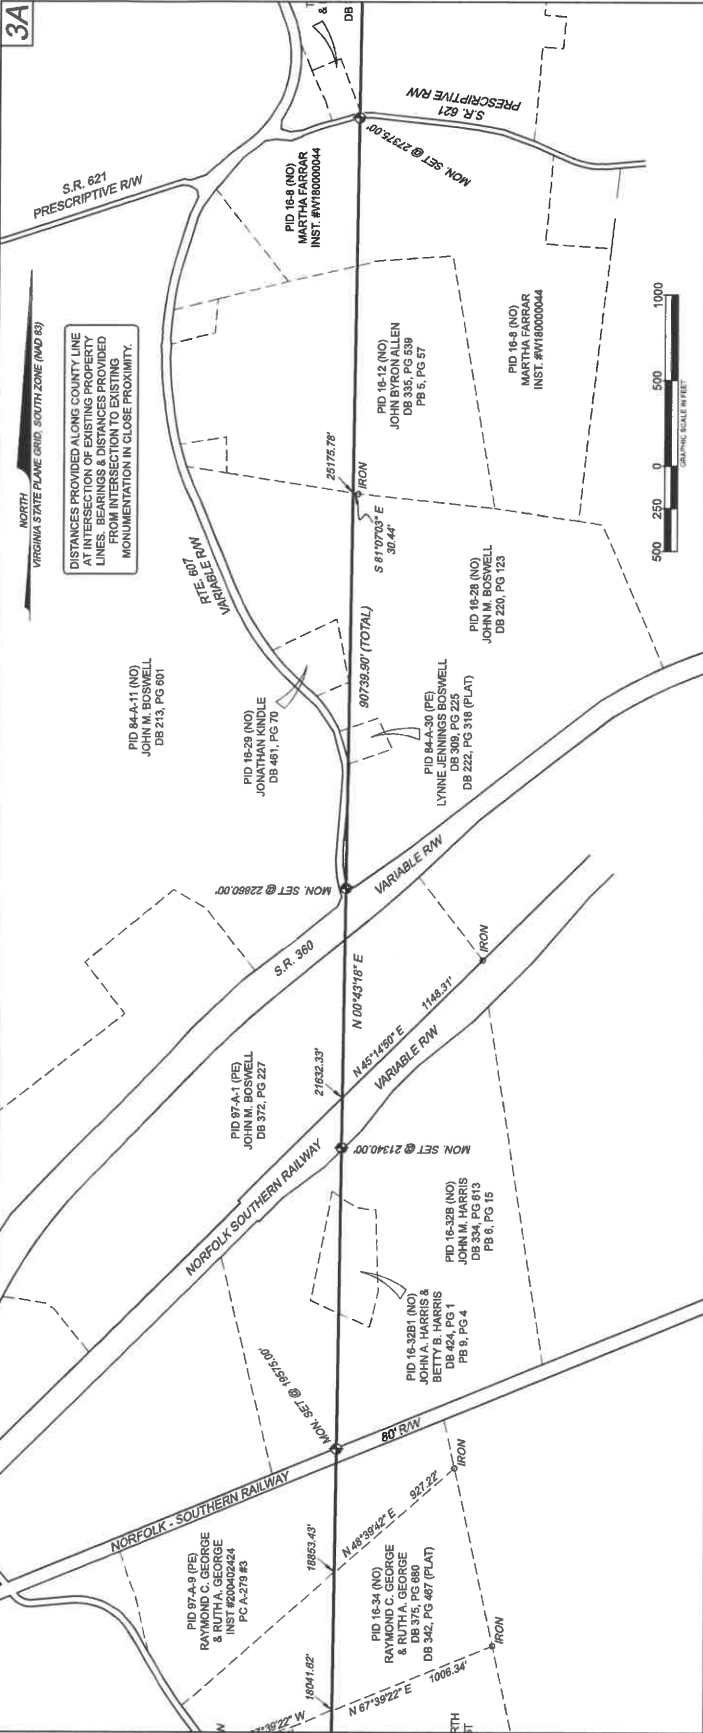 3A
NORTH
VIRGINIA STATE PLANE GRID, SOUTH ZONE (NAD 83)
DISTANCES PROVIDED ALONG COUNTY LINE
AT INTERSECTION OF EXISTING PROPERTY
LINES. BEARINGS & DISTANCES PROVIDED
FROM INTERSECTION TO EXISTING
MONUMENTATION IN CLOSE PROXIMITY.
S.R. 621
PRESCRIPTIVE R/W
PID 16-8 (NO)
MARTHA FARRAR
INST. #W180000044
&
DB
S.R. 621
PRESCRIPTIVE R/W
MON. SET @ 27375.00'
PID 16-12 (NO)
JOHN BYRON ALLEN
DB 335, PG 539
PB 5, PG 57
PID 16-8 (NO)
MARTHA FARRAR
INST. #W180000044
25175.78'
IRON
S 81°07'03" E
30.44'
RTE. 607
VARIABLE R/W
90739.90' (TOTAL)
PID 16-28 (NO)
JOHN M. BOSWELL
DB 220, PG 123
500
250
0
500
1000
GRAPHIC SCALE IN FEET
PID 84-A-11 (NO)
JOHN M. BOSWELL
DB 213, PG 601
PID 16-29 (NO)
JONATHAN KINDLE
DB 461, PG 70
PID 84-A-30 (PE)
LYNNE JENNINGS BOSWELL
DB 309, PG 225
DB 222, PG 318 (PLAT)
MON. SET @ 22860.00'
VARIABLE R/W
S.R. 360
N 00°43'18" E
IRON
1148.31'
N 45°14'50" E
VARIABLE R/W
21632.33'
PID 97-A-1 (PE)
JOHN M. BOSWELL
DB 372, PG 227
MON. SET @ 21340.00'
NORFOLK SOUTHERN RAILWAY
PID 16-32B (NO)
JOHN M. HARRIS
DB 334, PG 613
PB 6, PG 15
PID 16-32B1 (NO)
JOHN A. HARRIS &
BETTY B. HARRIS
DB 424, PG 1
PB 9, PG 4
MON. SET @ 19575.00'
80' R/W
NORFOLK - SOUTHERN RAILWAY
IRON
927.22'
N 48°39'42" E
18853.43'
PID 97-A-9 (PE)
RAYMOND C. GEORGE
& RUTH A. GEORGE
INST #200402424
PC A-279 #3
PID 16-34 (NO)
RAYMOND C. GEORGE
& RUTH A. GEORGE
DB 375, PG 680
DB 342, PG 467 (PLAT)
IRON
18041.62'
1006.34'
N 67°39'22" E